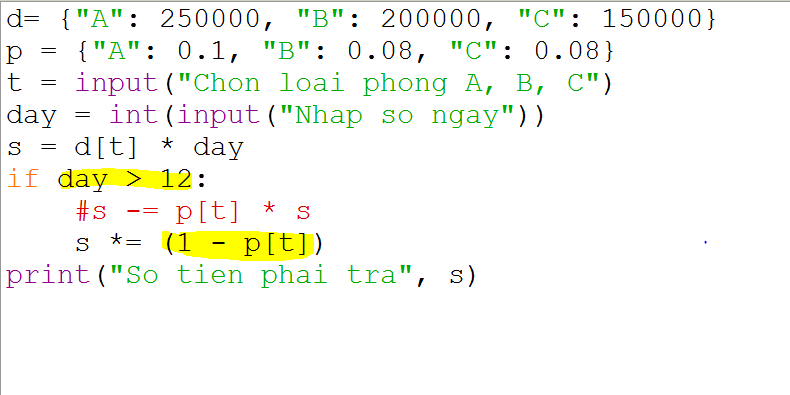 d= {"A": 250000, "B": 200000, "C": 150000}
p = {"A": 0.1, "B": 0.08, "C": 0.08}
t = input("Chon loai phong A, B, C")
day = int(input("Nhap so ngay"))
s = d[t] * day
if day > 12:
    #s -= p[t] * s
    s *= (1 - p[t])
print("So tien phai tra", s)